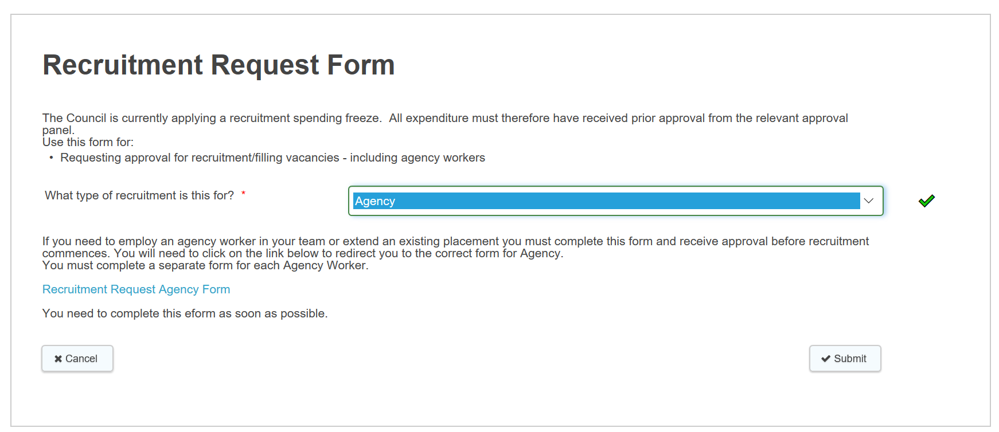 Recruitment Request Form
The Council is currently applying a recruitment spending freeze.  All expenditure must therefore have received prior approval from the relevant approval
panel.
Use this form for:
• Requesting approval for recruitment/filling vacancies - including agency workers
What type of recruitment is this for? *
Agency
If you need to employ an agency worker in your team or extend an existing placement you must complete this form and receive approval before recruitment
commences. You will need to click on the link below to redirect you to the correct form for Agency.
You must complete a separate form for each Agency Worker.
Recruitment Request Agency Form
You need to complete this eform as soon as possible.
Cancel
Submit